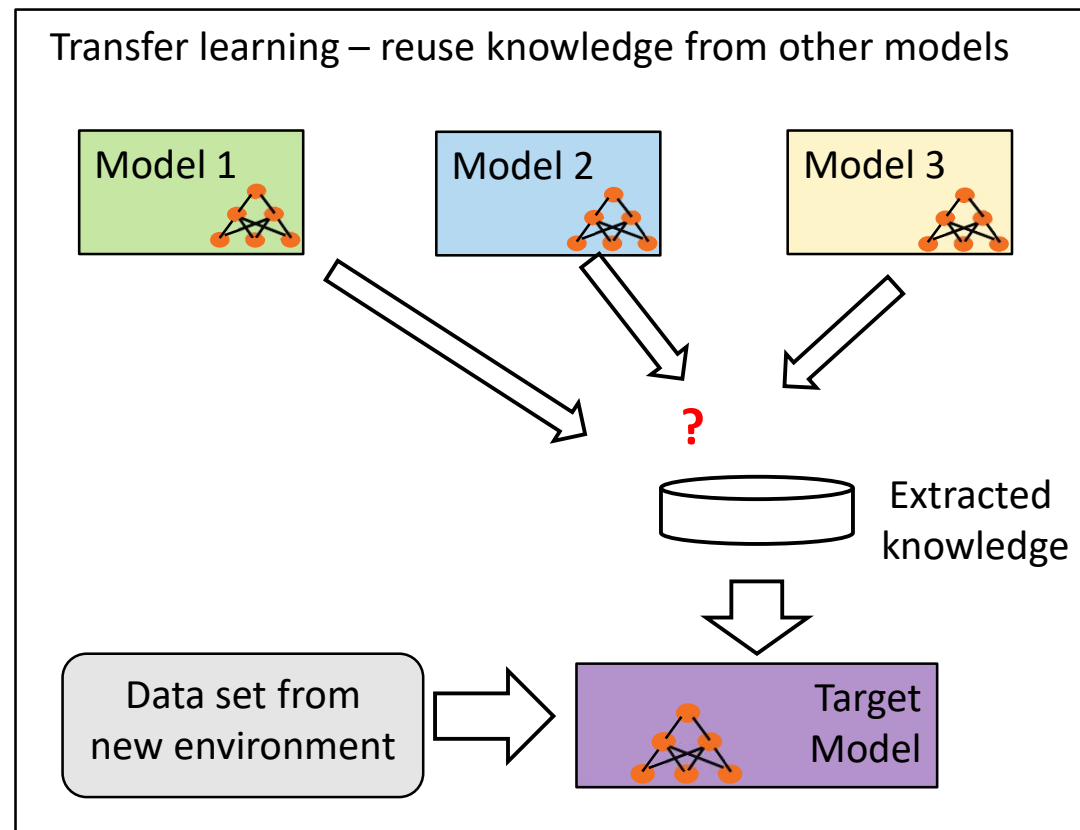 Transfer learning – reuse knowledge from other models
Model 1
Model 2
Model 3
?
Extracted
knowledge
Data set from
new environment
Target
Model